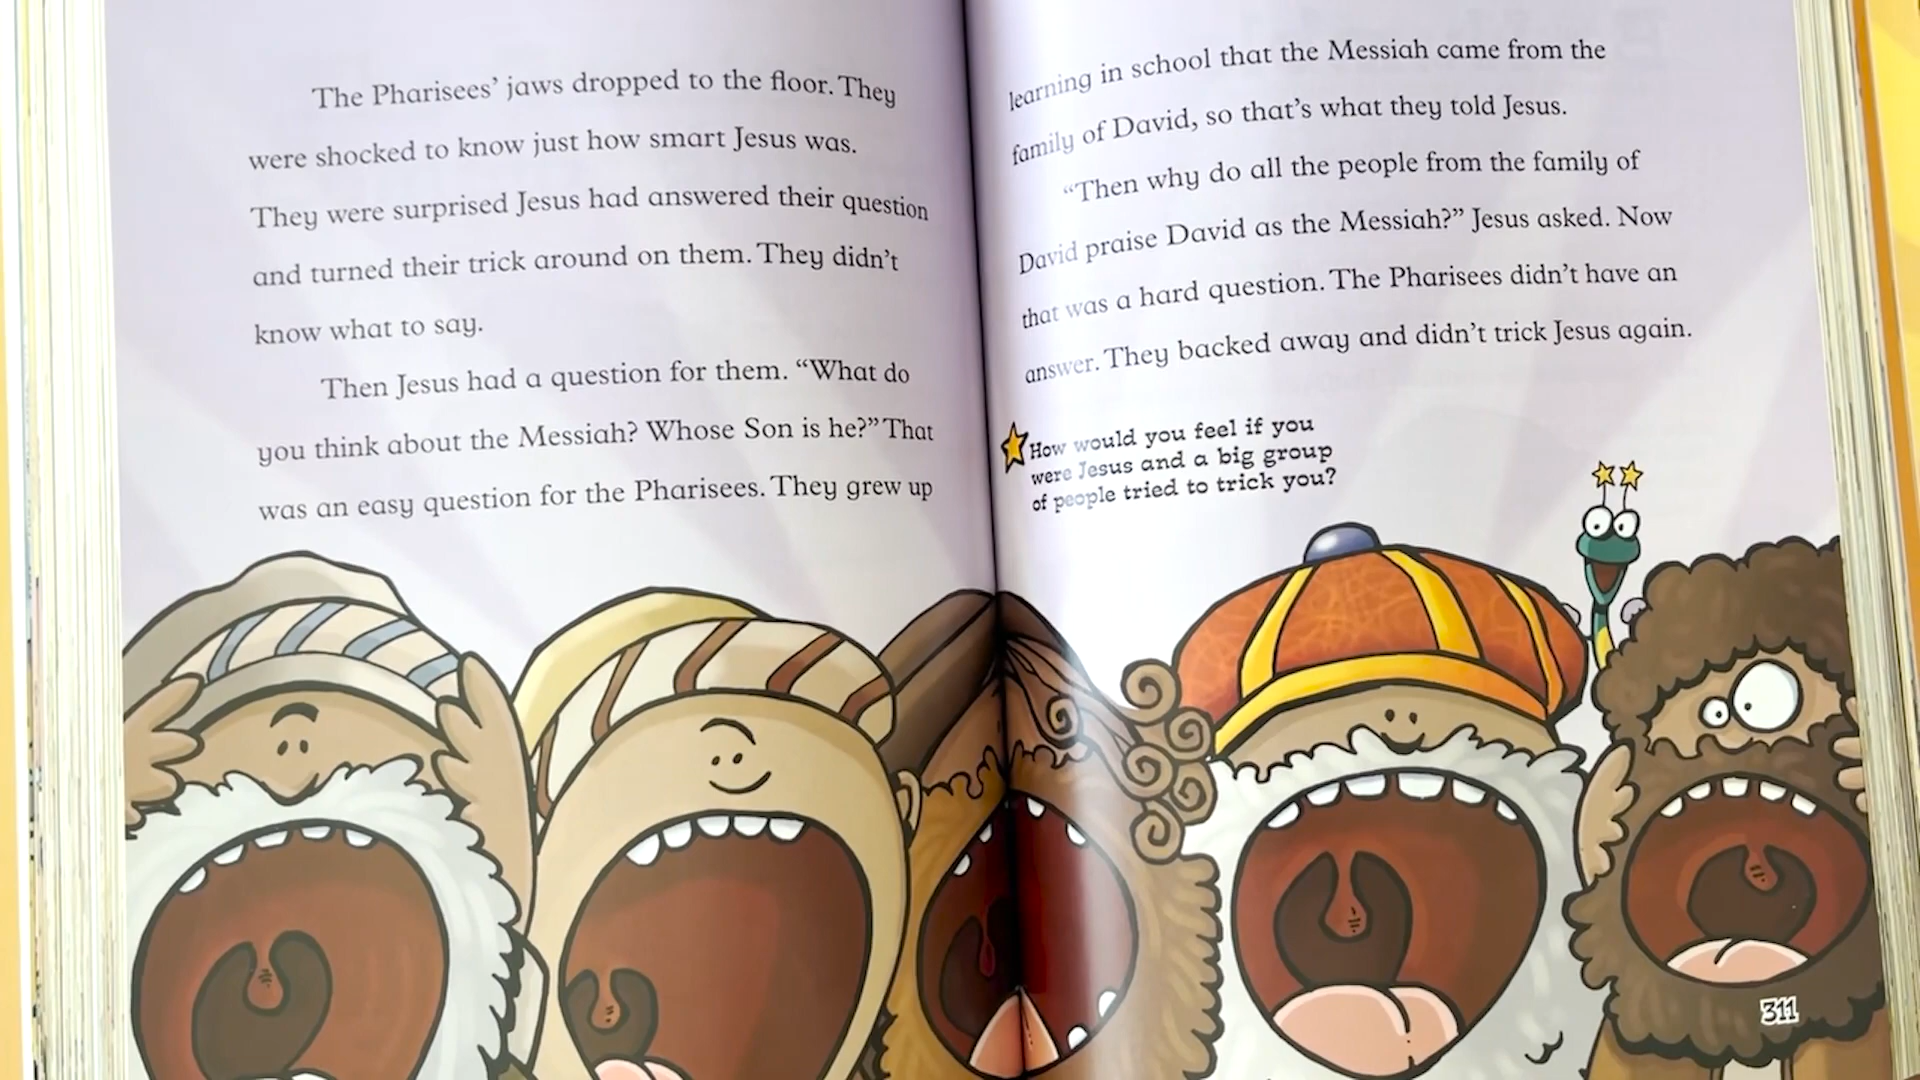 The Pharisees’ jaws dropped to the floor. They
were shocked to know just how smart Jesus was.
They were surprised Jesus had answered their question
and turned their trick around on them. They didn’t
know what to say.
Then Jesus had a question for them. “What do
you think about the Messiah? Whose Son is he?” That
was an easy question for the Pharisees. They grew up
learning in school that the Messiah came from the
family of David, so that’s what they told Jesus.
“Then why do all the people from the family of
David praise David as the Messiah?” Jesus asked. Now
that was a hard question. The Pharisees didn’t have an
answer. They backed away and didn’t trick Jesus again.
How would you feel if you
were Jesus and a big group
of people tried to trick you?
311